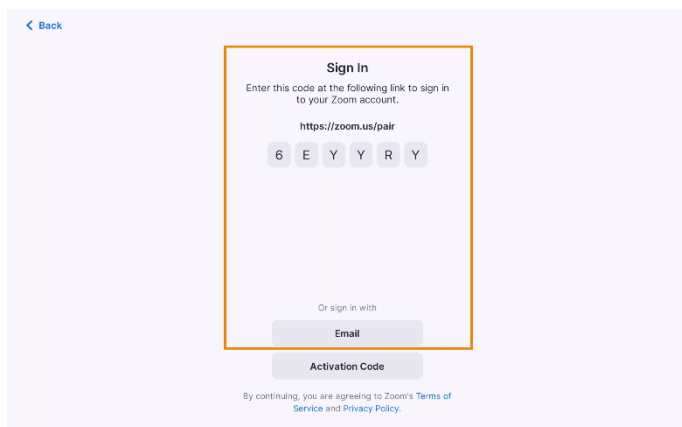 Back
Sign In
Enter this code at the following link to sign in
to your Zoom account.
https://zoom.us/pair
6 E Y Y R Y
Or sign in with
Email
Activation Code
By continuing, you are agreeing to Zoom's Terms of
Service and Privacy Policy.